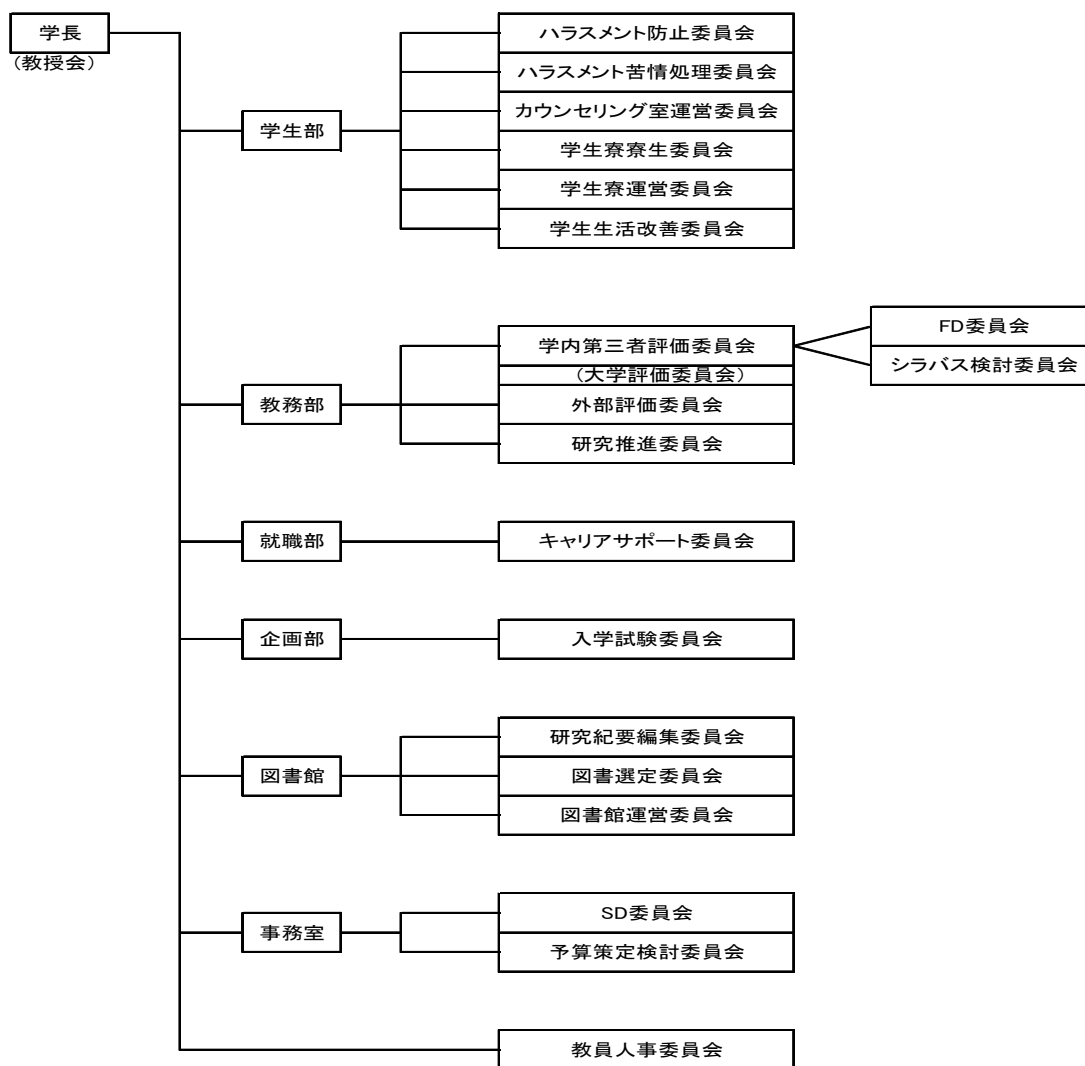 学長
(教授会)
ハラスメント防止委員会
ハラスメント苦情処理委員会
カウンセリング室運営委員会
学生部
学生寮寮生委員会
学生寮運営委員会
学生生活改善委員会
学内第三者評価委員会
(大学評価委員会)
FD委員会
シラバス検討委員会
教務部
外部評価委員会
研究推進委員会
就職部
キャリアサポート委員会
企画部
入学試験委員会
研究紀要編集委員会
図書館
図書選定委員会
図書館運営委員会
SD委員会
事務室
予算策定検討委員会
教員人事委員会